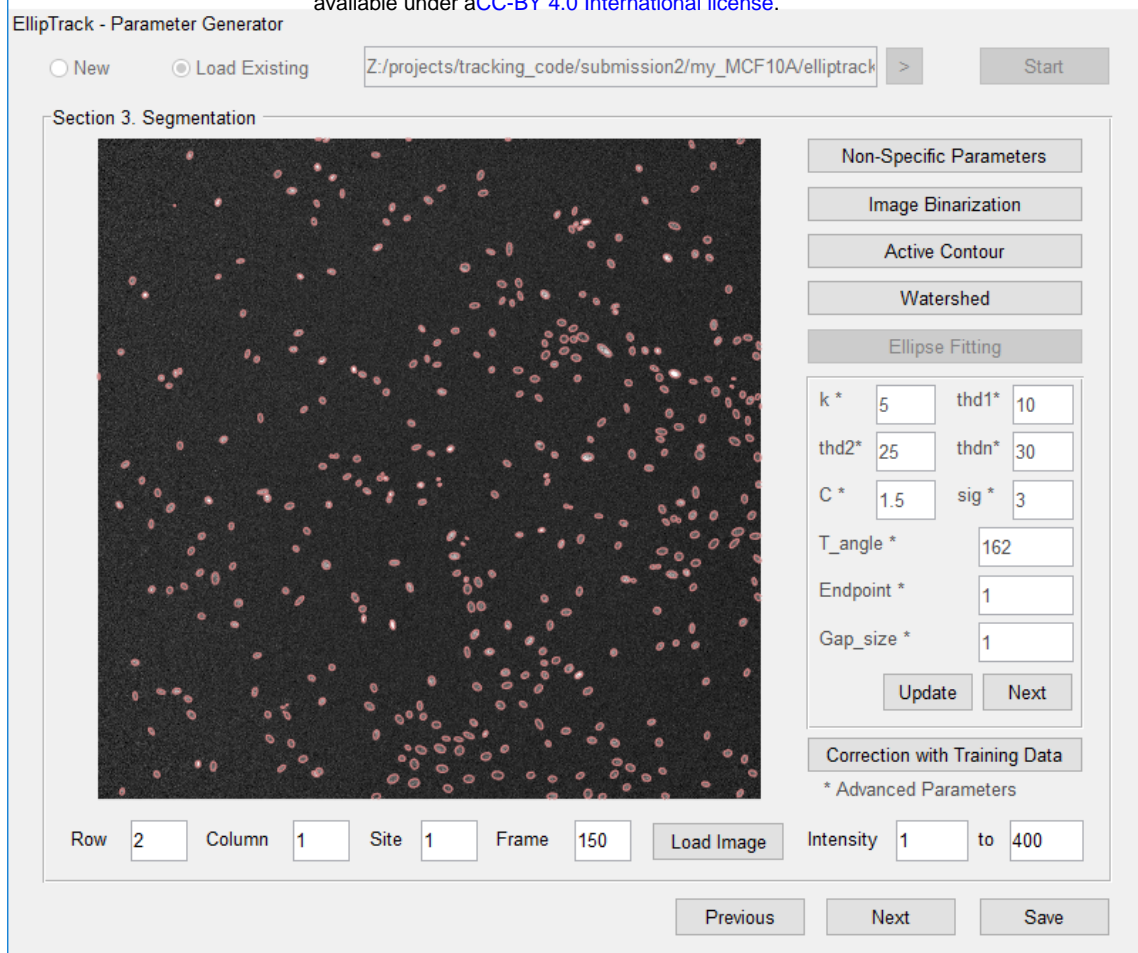 available under aCC-BY 4.0 International license.
EllipTrack - Parameter Generator
New Load Existing Z:/projects/tracking_code/submission2/my_MCF10A/elliptrack > Start
Section 3. Segmentation
Non-Specific Parameters
Image Binarization
Active Contour
Watershed
Ellipse Fitting
k * 5 thd1* 10
thd2* 25 thdn* 30
C * 1.5 sig * 3
T_angle * 162
Endpoint * 1
Gap_size * 1
Update Next
Correction with Training Data
* Advanced Parameters
Row 2 Column 1 Site 1 Frame 150 Load Image Intensity 1 to 400
Previous Next Save